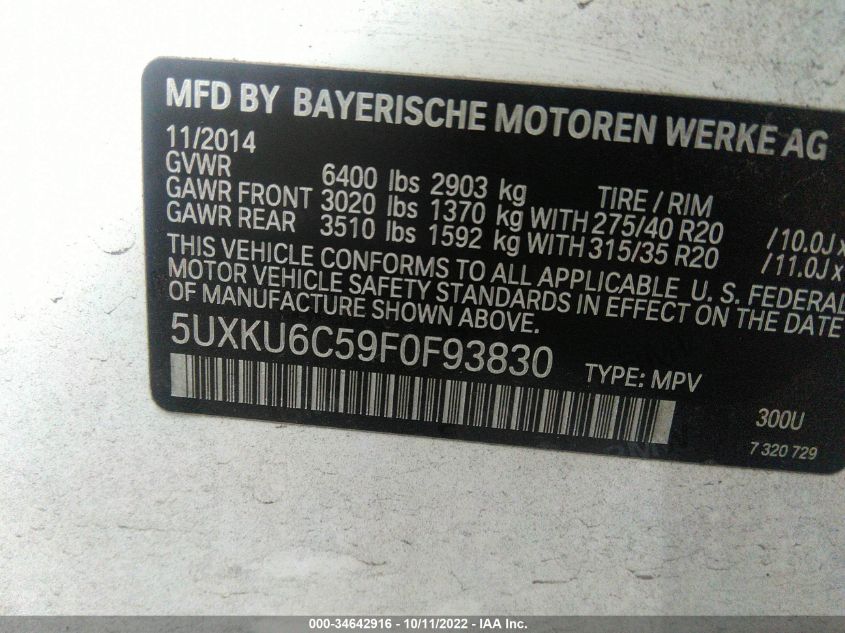 MFD BY BAYERISCHE MOTOREN WERKE AG
11/2014
GVWR 6400 lbs 2903 kg TIRE / RIM
GAWR FRONT 3020 lbs 1370 kg WITH 275/40 R20 /10.0J x
GAWR REAR 3510 lbs 1592 kg WITH 315/35 R20 /11.0J x
THIS VEHICLE CONFORMS TO ALL APPLICABLE U. S. FEDERAL
MOTOR VEHICLE SAFETY STANDARDS IN EFFECT ON THE DATE
OF MANUFACTURE SHOWN ABOVE.
5UXKU6C59F0F93830 TYPE: MPV
300U
7 320 729
000-34642916 - 10/11/2022 - IAA Inc.